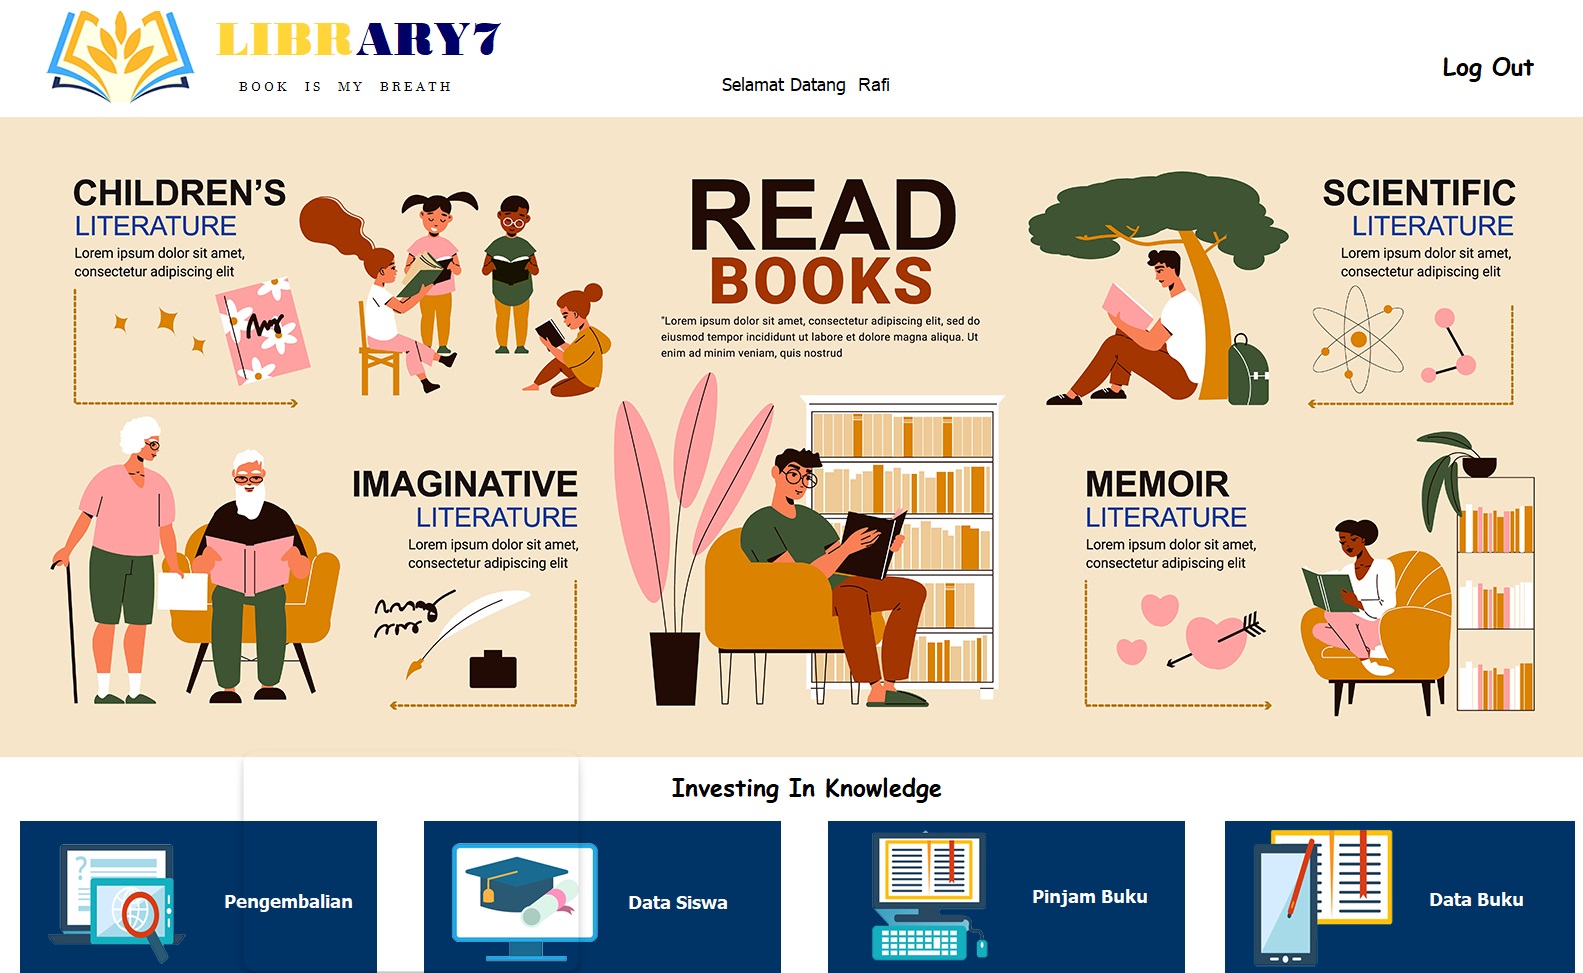 LIBRARY7
BOOK IS MY BREATH
Selamat Datang Rafi
Log Out
CHILDREN'S
LITERATURE
Lorem ipsum dolor sit amet,
consectetur adipiscing elit
READ
BOOKS
"Lorem ipsum dolor sit amet, consectetur adipiscing elit, sed do
eiusmod tempor incididunt ut labore et dolore magna aliqua. Ut
enim ad minim veniam, quis nostrud
SCIENTIFIC
LITERATURE
Lorem ipsum dolor sit amet,
consectetur adipiscing elit
IMAGINATIVE
LITERATURE
Lorem ipsum dolor sit amet,
consectetur adipiscing elit
MEMOIR
LITERATURE
Lorem ipsum dolor sit amet,
consectetur adipiscing elit
Investing In Knowledge
?
Pengembalian
Data Siswa
Pinjam Buku
Data Buku